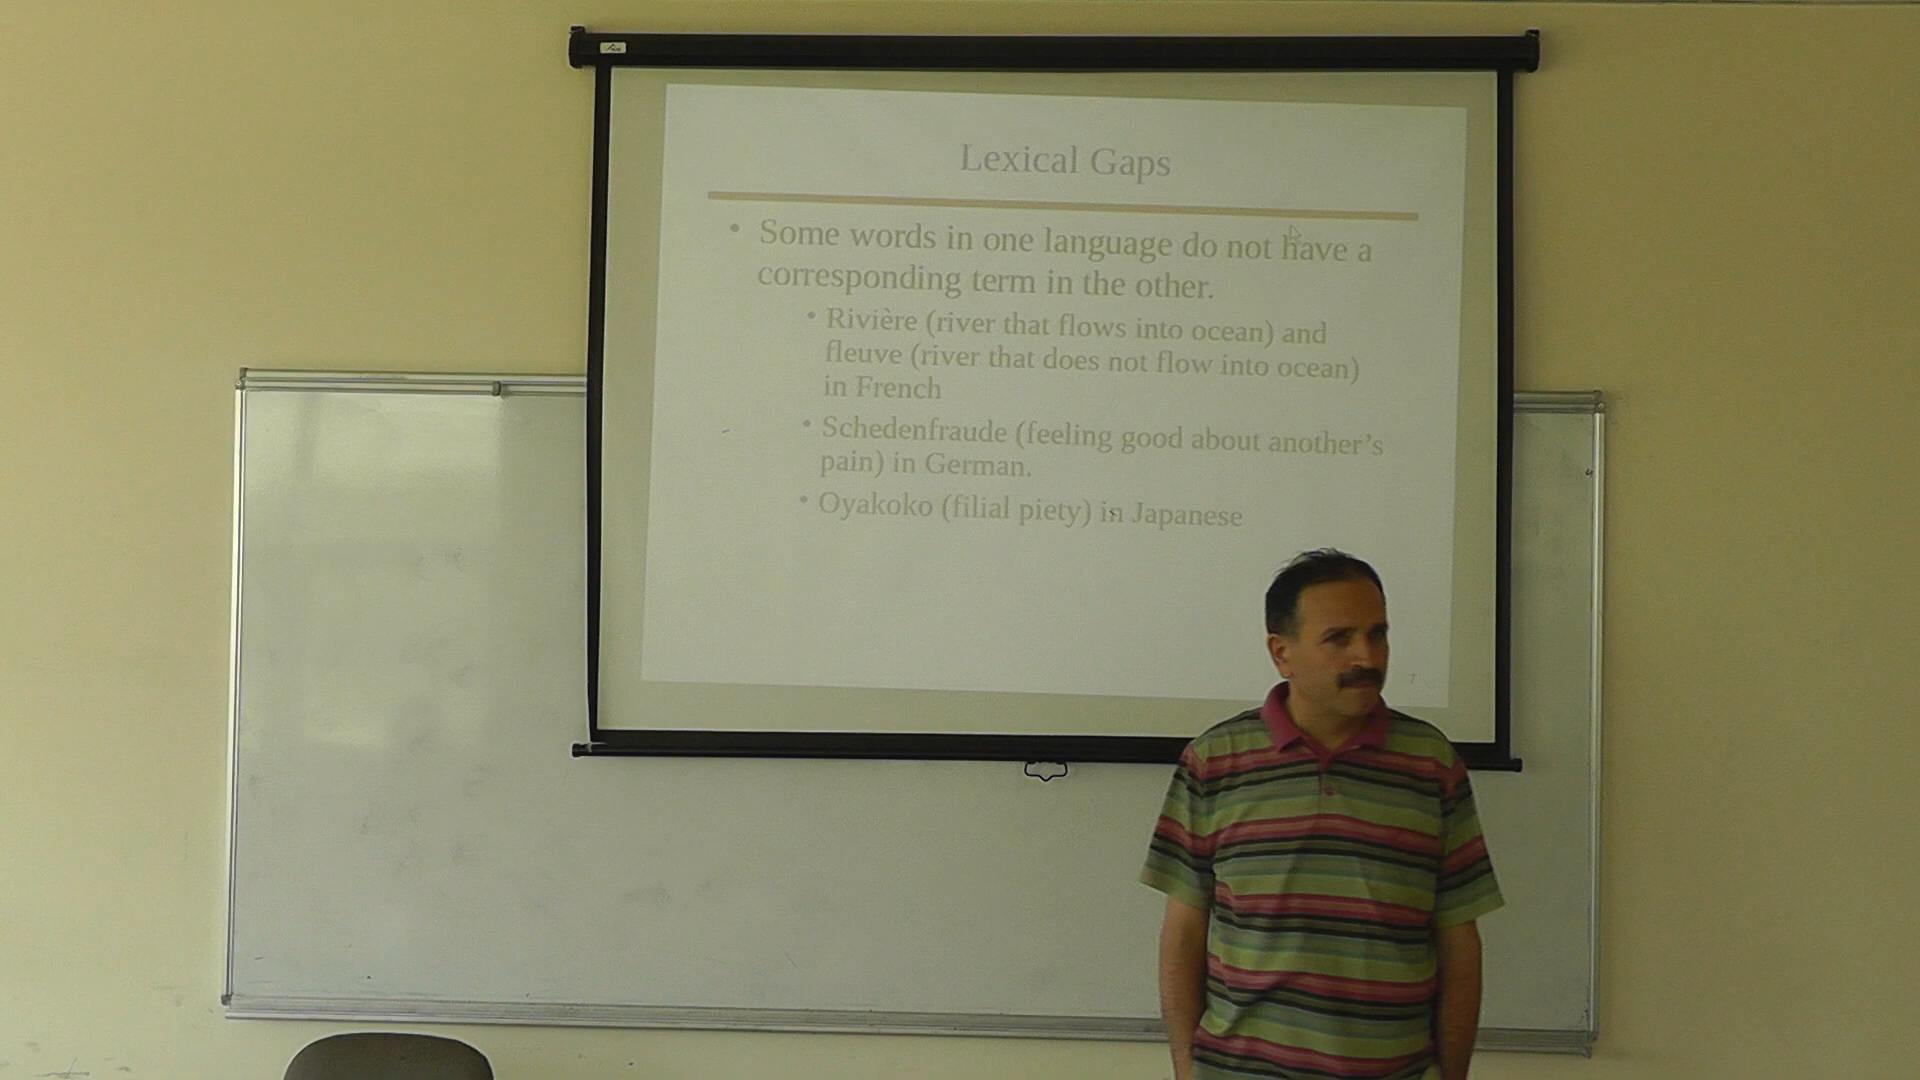 Lexical Gaps
• Some words in one language do not have a
corresponding term in the other.
• Rivière (river that flows into ocean) and
fleuve (river that does not flow into ocean)
in French
• Schedenfraude (feeling good about another's
pain) in German.
• Oyakoko (filial piety) in Japanese
7